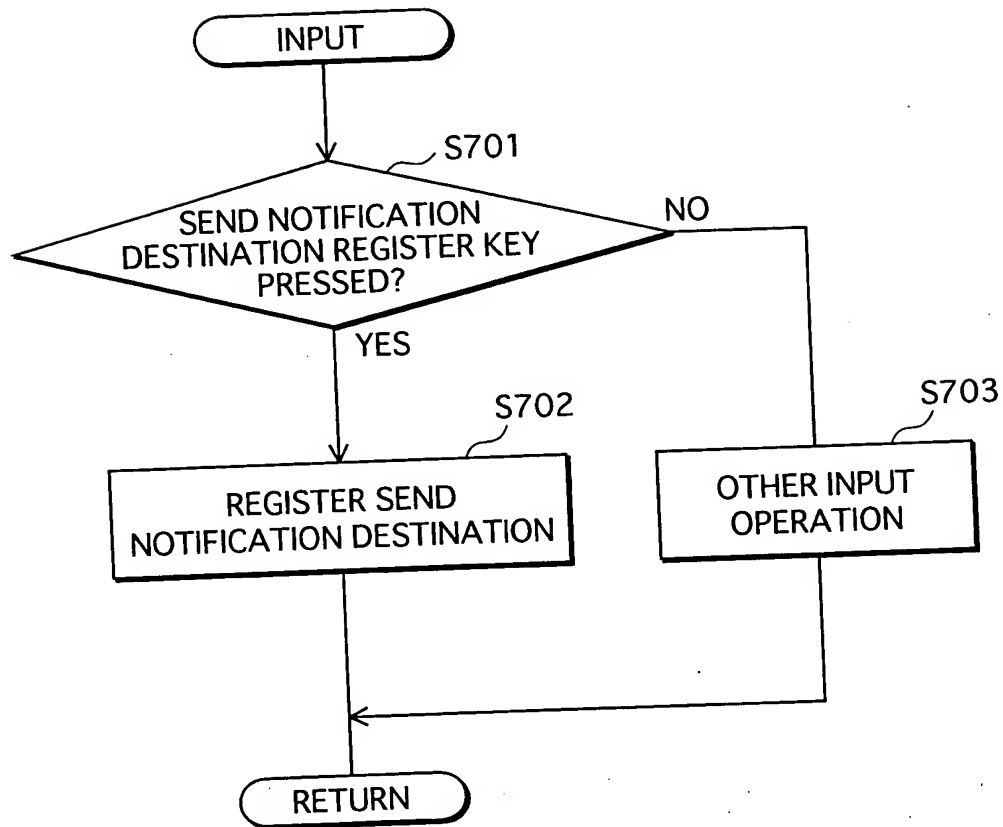 INPUT
S701
SEND NOTIFICATION
DESTINATION REGISTER KEY
PRESSED?
NO
YES
S702
REGISTER SEND
NOTIFICATION DESTINATION
S703
OTHER INPUT
OPERATION
RETURN